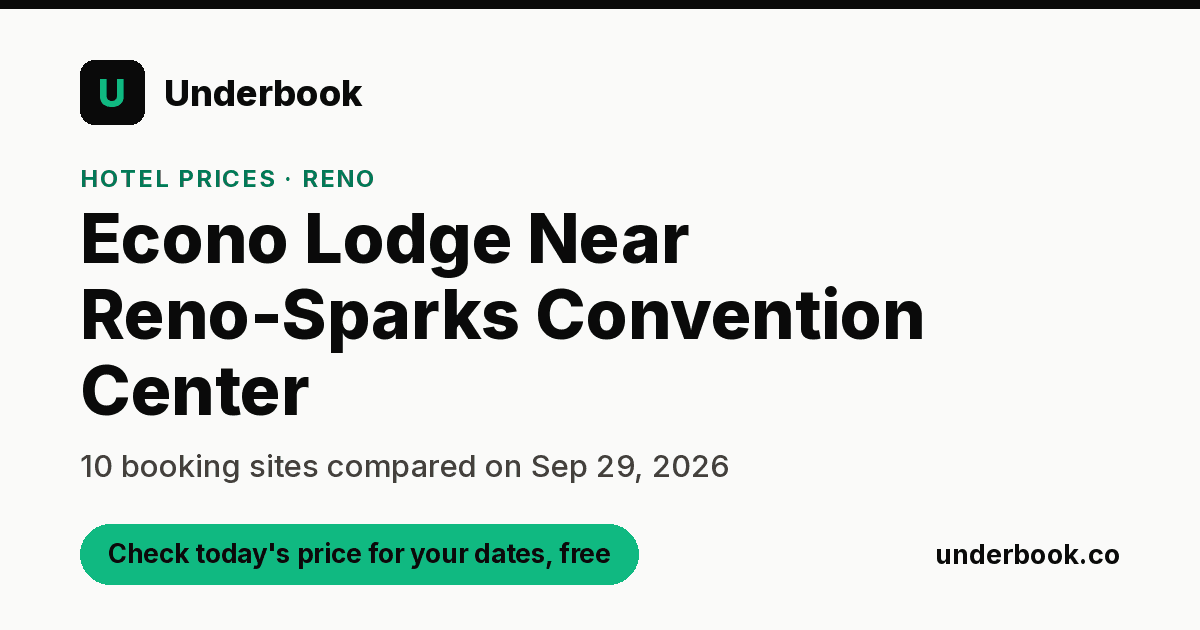 U Underbook
HOTEL PRICES · RENO
Econo Lodge Near
Reno-Sparks Convention
Center
10 booking sites compared on Sep 29, 2026
Check today's price for your dates, free
underbook.co